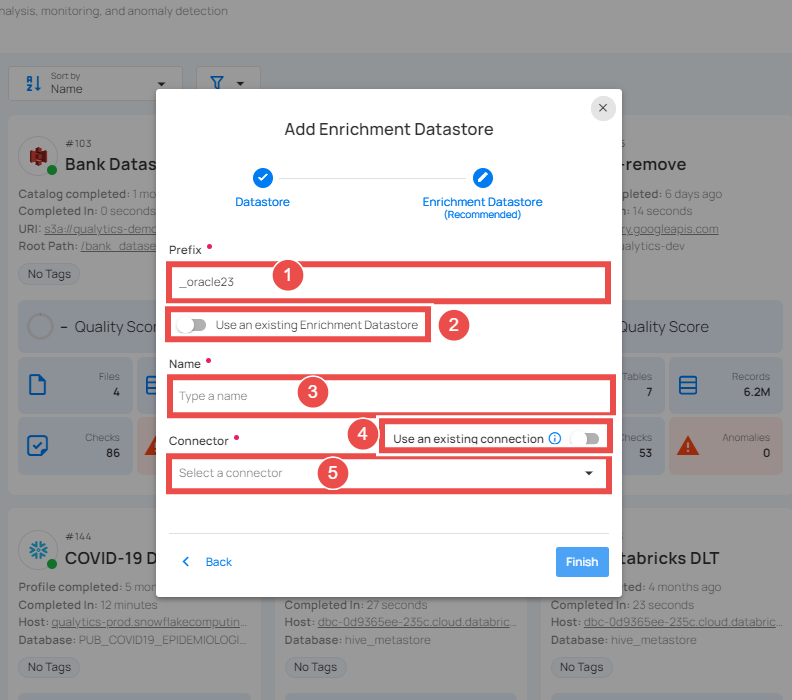 nalysis, monitoring, and anomaly detection
Sort by
Name
Add Enrichment Datastore
Datastore
Enrichment Datastore
(Recommended)
Prefix
_oracle23
1
Use an existing Enrichment Datastore
2
Name
Type a name
3
4
Use an existing connection
Connector
Select a connector
5
Back
Finish
#103
Bank Datas
Catalog completed: 1 mo
Completed In: 0 seconds
URI: s3a://qualytics-demo
Root Path: /bank_datase
No Tags
– Quality Scor
Files
4
Checks
86
-remove
pleted: 6 days ago
n: 14 seconds
ry.googleapis.com
ualytics-dev
Quality Score
Tables
7
Records
6.2M
hecks
53
Anomalies
0
#144
COVID-19 D
Profile completed: 5 mon
Completed In: 12 minutes
Host: qualytics-prod.snowflakecomputin...
Database: PUB_COVID19_EPIDEMIOLOGI...
No Tags
Completed In: 27 seconds
Host: dbc-0d9365ee-235c.cloud.databric...
Database: hive_metastore
No Tags
tabricks DLT
ted: 4 months ago
Completed In: 23 seconds
Host: dbc-0d9365ee-235c.cloud.databric...
Database: hive_metastore
No Tags